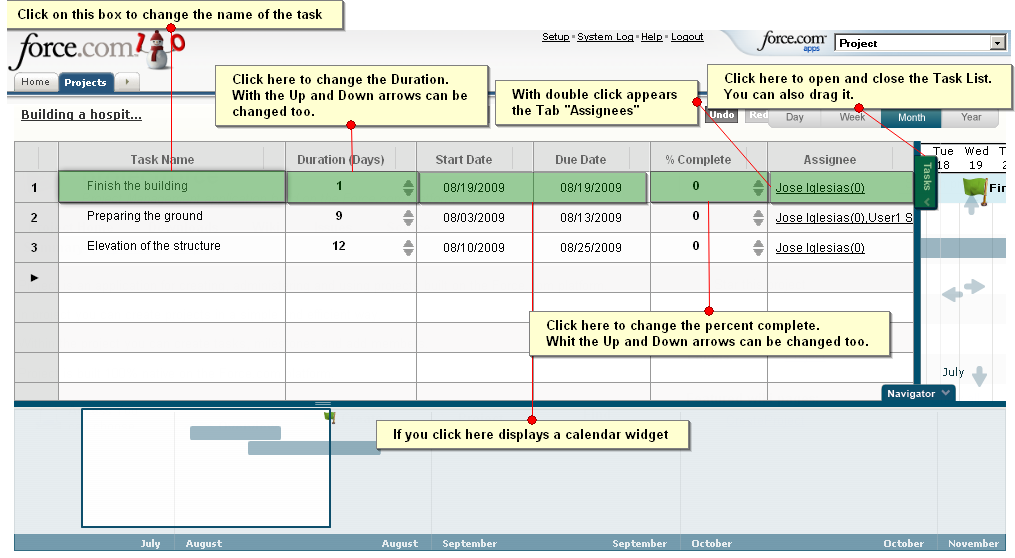 Click on this box to change the name of the task
force.com
Setup - System Log - Help - Logout
force.com
apps
Project
Home
Projects
Click here to change the Duration.
With the Up and Down arrows can be
changed too.
With double click appears
the Tab "Assignees"
Click here to open and close the Task List.
You can also drag it.
Building a hospit...
Undo
Red
Day
Week
Month
Year
Task Name Duration (Days) Start Date Due Date % Complete Assignee
Tue Wed T
18 19 2
1 Finish the building 1 08/19/2009 08/19/2009 0 Jose Iglesias(0)
Tasks
Fin
2 Preparing the ground 9 08/03/2009 08/13/2009 0 Jose Iglesias(0),User1 S
3 Elevation of the structure 12 08/10/2009 08/25/2009 0 Jose Iglesias(0)
Click here to change the percent complete.
Whit the Up and Down arrows can be changed too.
July
Navigator
If you click here displays a calendar widget
July August August September September October October November